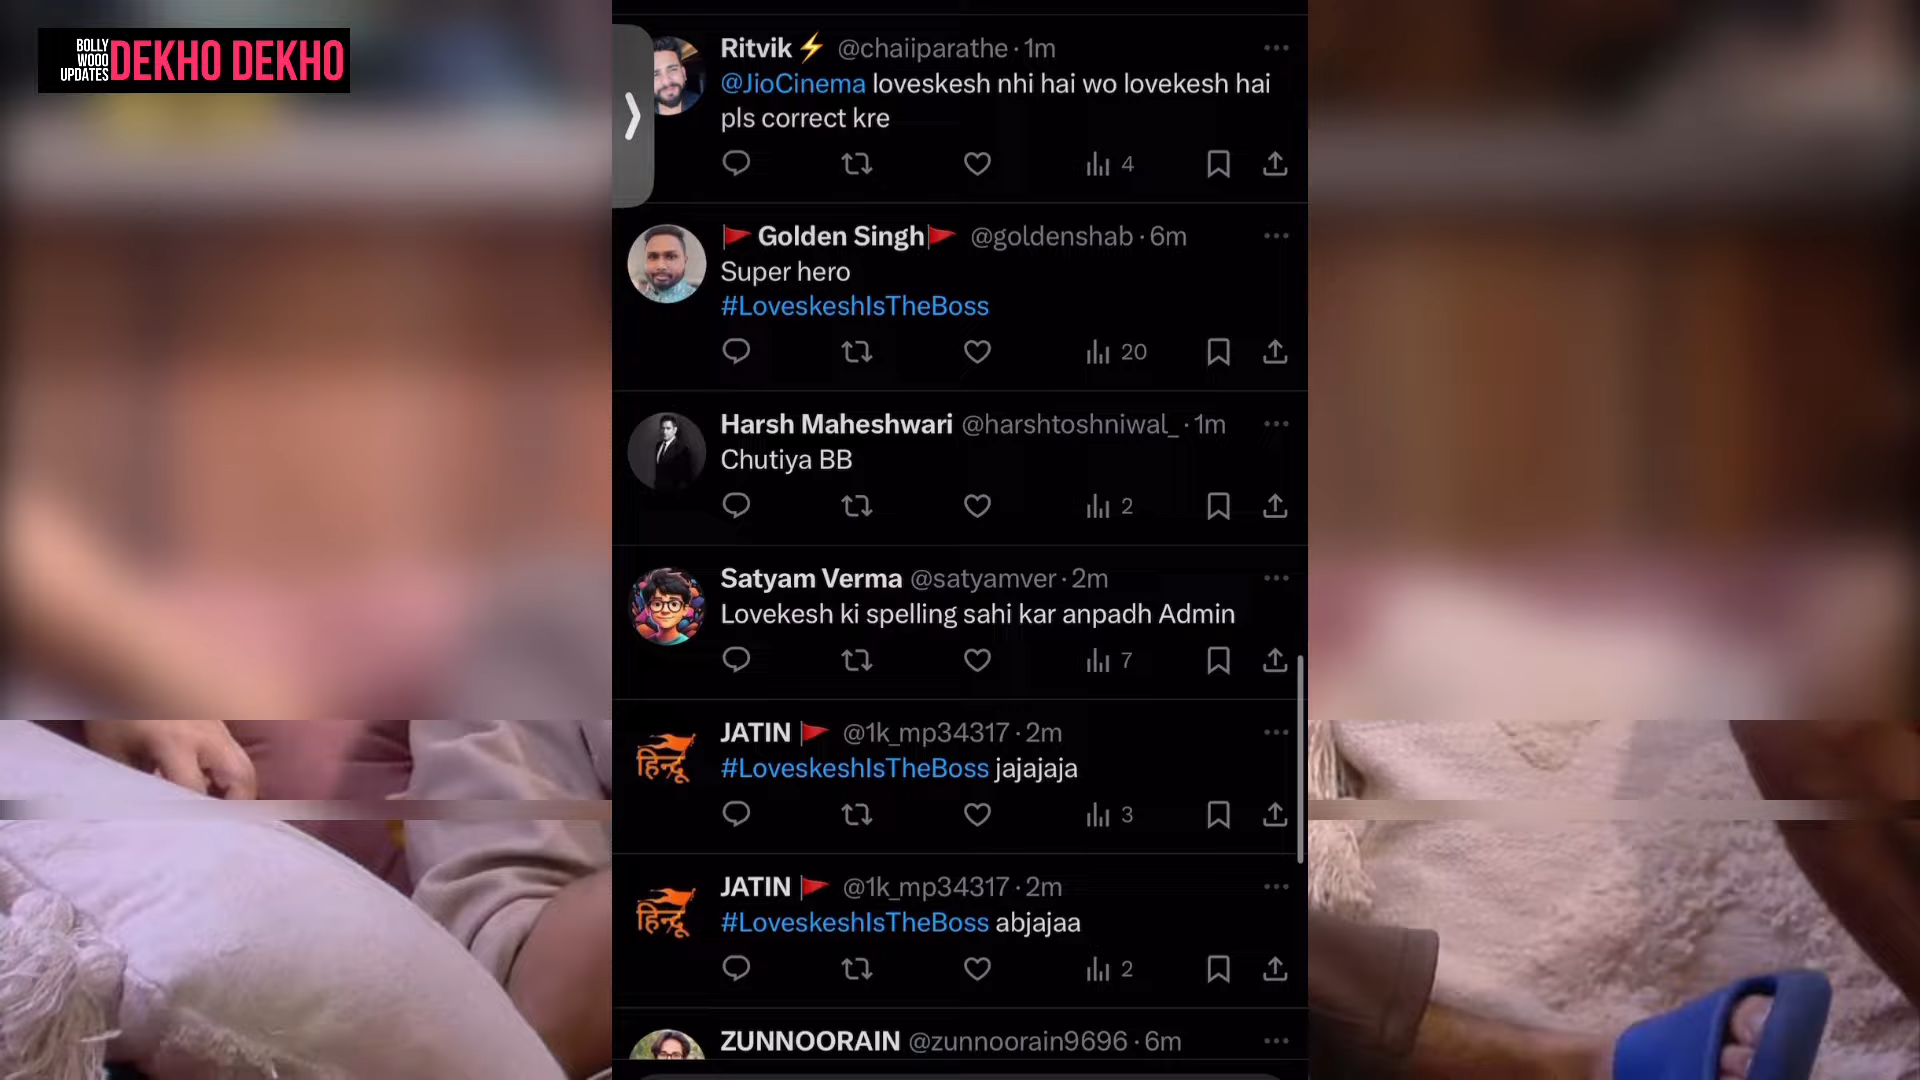 BOLLY
WOOO
UPDATES
DEKHO DEKHO
Ritvik⚡ @chaiiparathe · 1m
@JioCinema loveskesh nhi hai wo lovekesh hai
pls correct kre
4
🚩Golden Singh🚩 @goldenshab · 6m
Super hero
#LoveskeshIsTheBoss
20
Harsh Maheshwari @harshtoshniwal_ · 1m
Chutiya BB
2
Satyam Verma @satyamver · 2m
Lovekesh ki spelling sahi kar anpadh Admin
7
हिन्दू
JATIN 🚩 @1k_mp34317 · 2m
#LoveskeshIsTheBoss jajajaja
3
हिन्दू
JATIN 🚩 @1k_mp34317 · 2m
#LoveskeshIsTheBoss abjajaa
2
ZUNNOORAIN @zunnoorain9696 · 6m